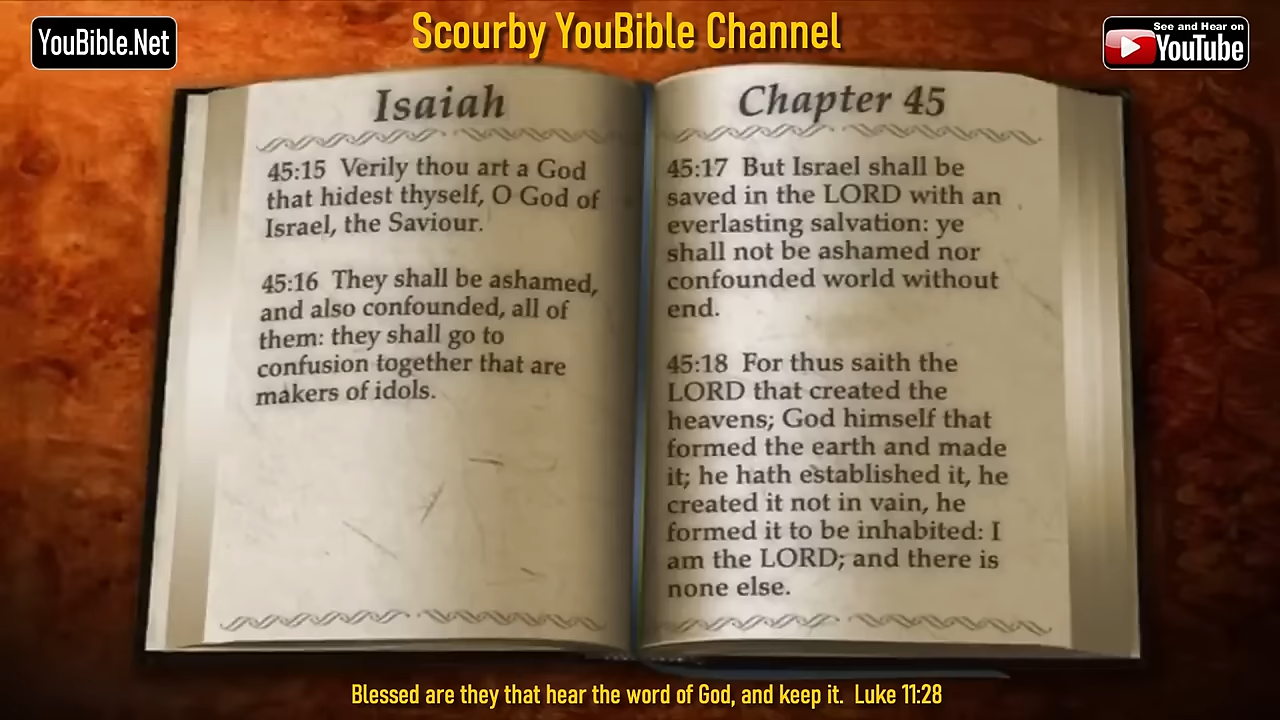 YouBible.Net
Scourby YouBible Channel
See and Hear on
YouTube
Isaiah
45:15 Verily thou art a God
that hidest thyself, O God of
Israel, the Saviour.
45:16 They shall be ashamed,
and also confounded, all of
them: they shall go to
confusion together that are
makers of idols.
Chapter 45
45:17 But Israel shall be
saved in the LORD with an
everlasting salvation: ye
shall not be ashamed nor
confounded world without
end.
45:18 For thus saith the
LORD that created the
heavens; God himself that
formed the earth and made
it; he hath established it, he
created it not in vain, he
formed it to be inhabited: I
am the LORD; and there is
none else.
Blessed are they that hear the word of God, and keep it. Luke 11:28